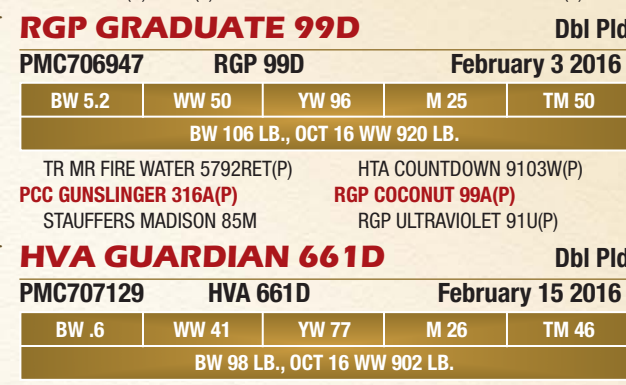 RGP GRADUATE 99D Dbl Pld
PMC706947 RGP 99D February 3 2016
BW 5.2 WW 50 YW 96 M 25 TM 50
BW 106 LB., OCT 16 WW 920 LB.
TR MR FIRE WATER 5792RET(P) HTA COUNTDOWN 9103W(P)
PCC GUNSLINGER 316A(P) RGP COCONUT 99A(P)
STAUFFERS MADISON 85M RGP ULTRAVIOLET 91U(P)
HVA GUARDIAN 661D Dbl Pld
PMC707129 HVA 661D February 15 2016
BW .6 WW 41 YW 77 M 26 TM 46
BW 98 LB., OCT 16 WW 902 LB.